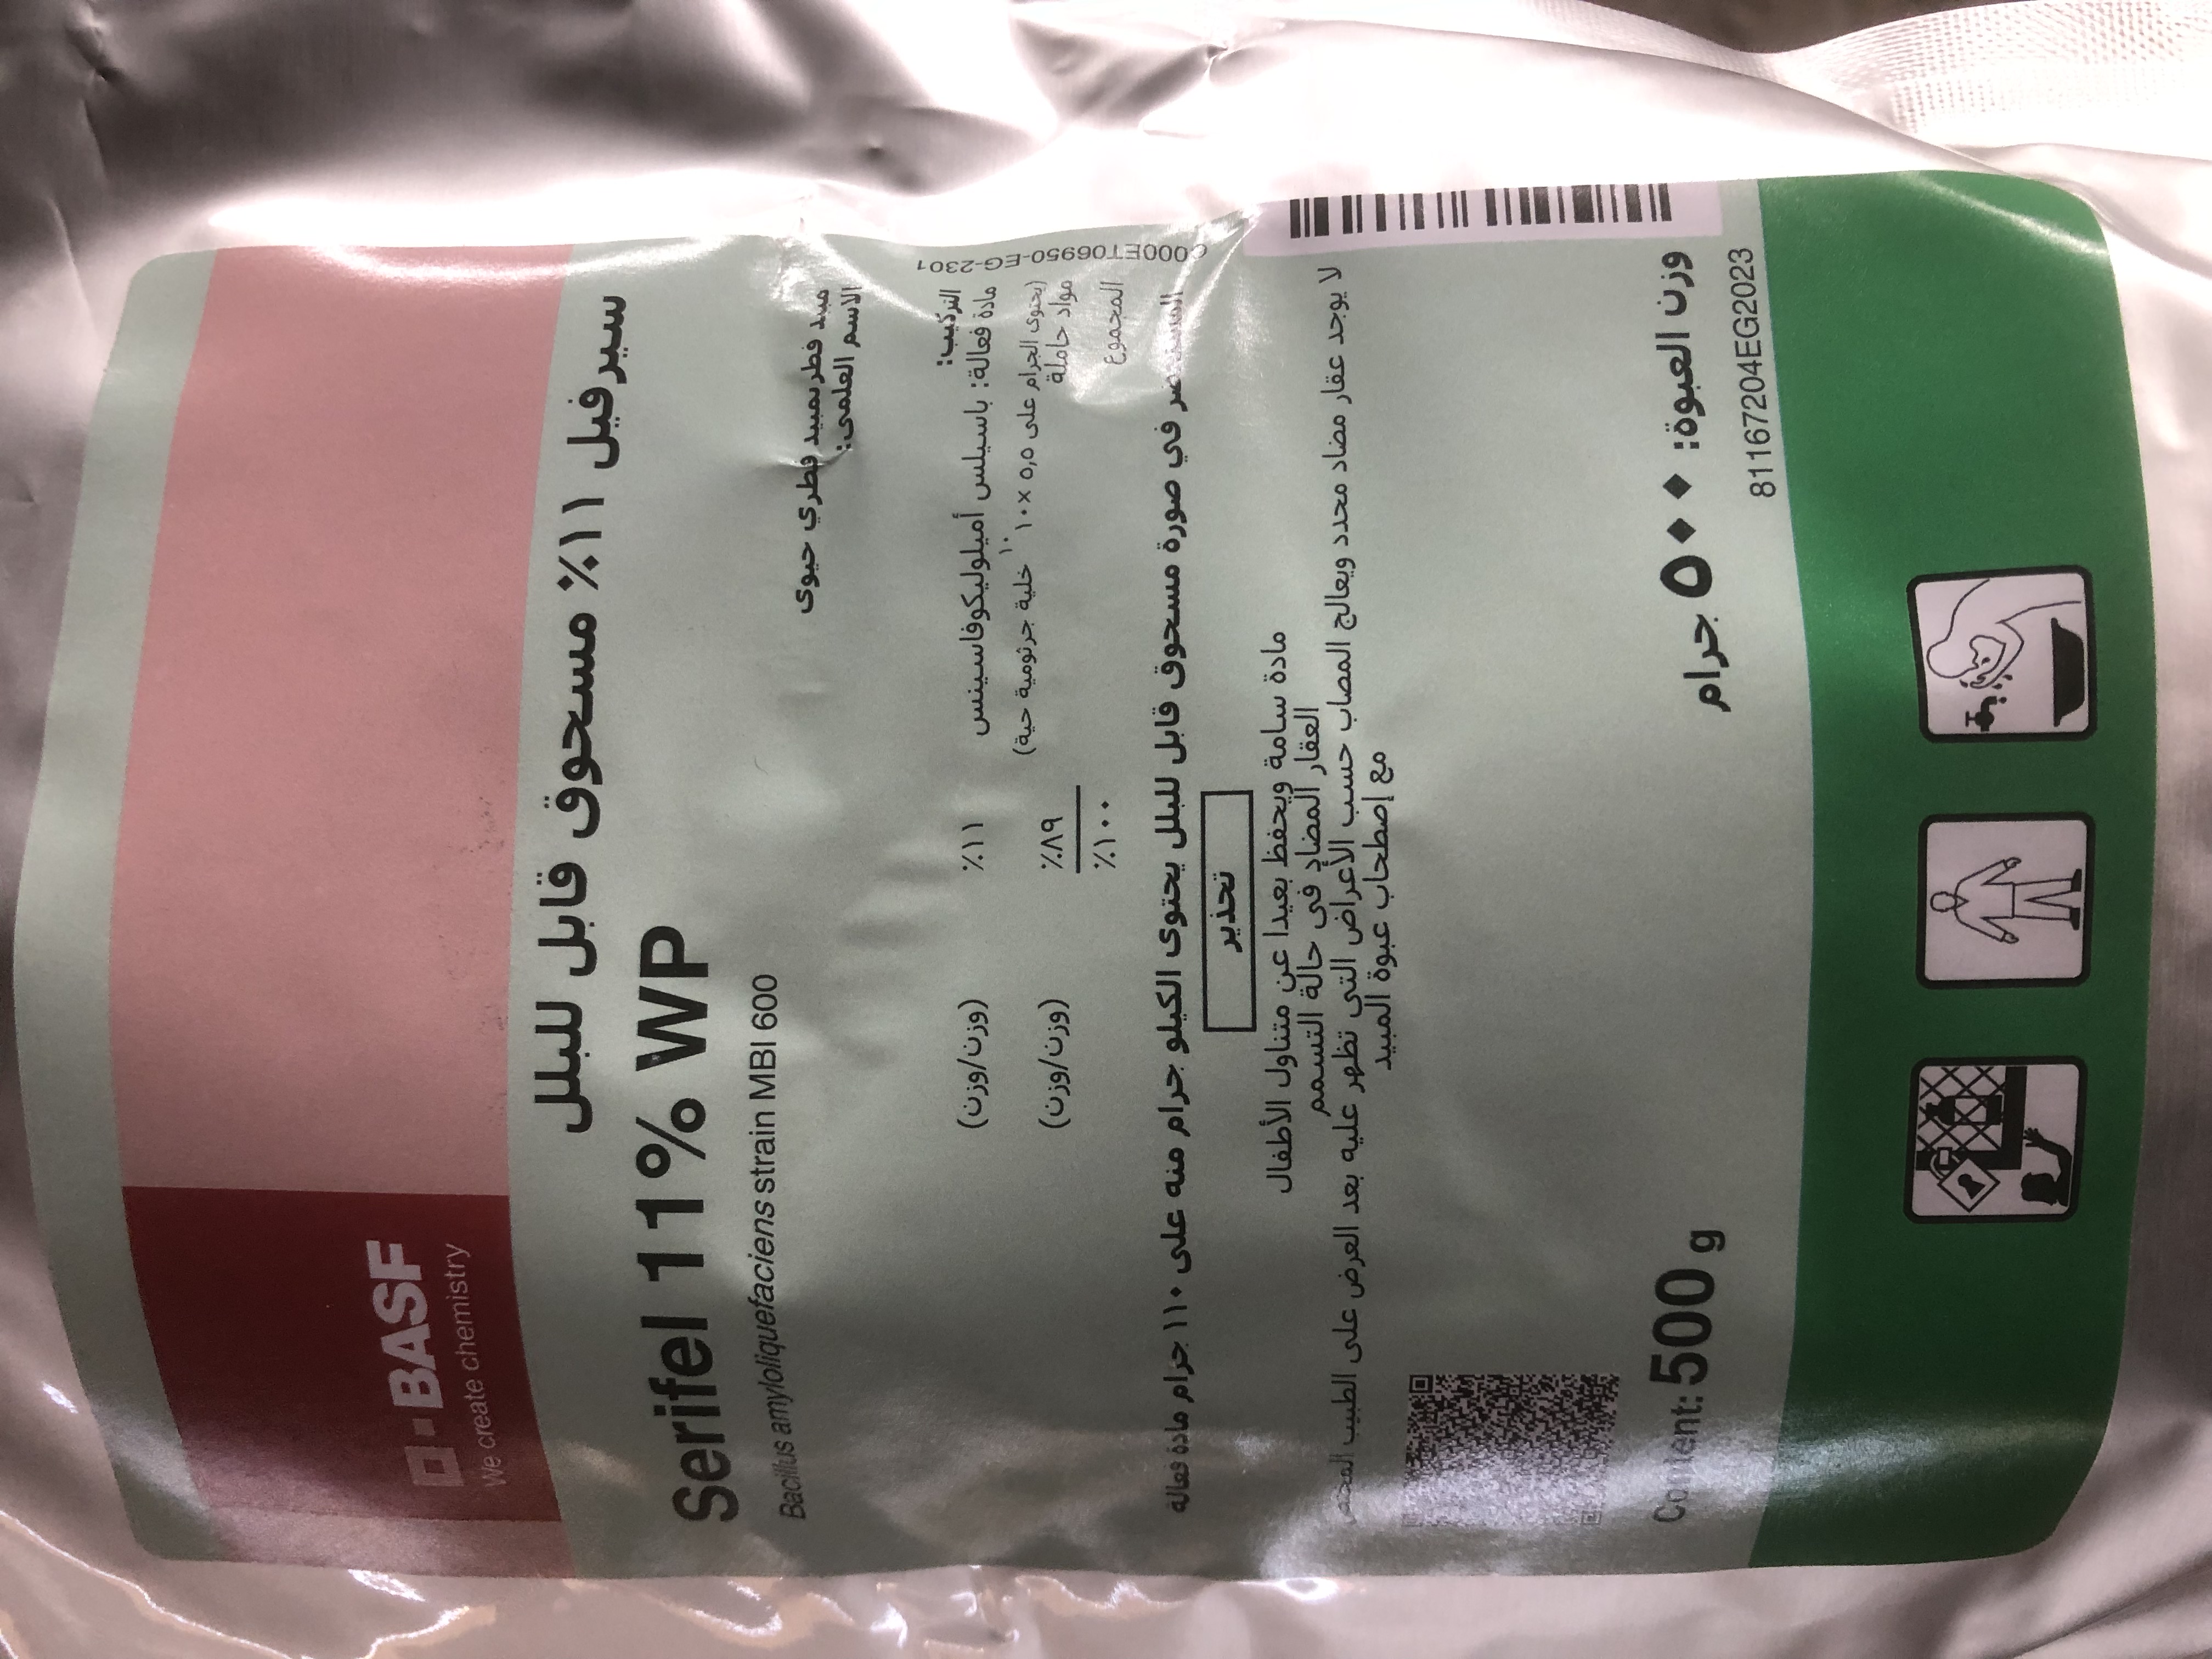 BASF
We create chemistry
سيرفيل ١١٪ مسحوق قابل للبلل
Serifel 11% WP
Bacillus amyloliquefaciens strain MBI 600
مبيد فطريمبيد فطري حيوى
الاسم العلمى:
التركيب:
مادة فعالة: باسيلس أميلوليكوفاسينس ١١٪ (وزن/وزن)
(يحتوى الجرام على ٥,٥ ×١٠ ١٠ خلية جرثومية حية)
مواد حاملة ٨٩٪ (وزن/وزن)
المجموع ١٠٠٪
في صورة مسحوق قابل للبلل يحتوى الكيلو جرام منه على ١١٠ جرام مادة فعالة
تحذير
مادة سامة ويحفظ بعيدا عن متناول الأطفال
العقار المضاد فى حالة التسمم
لا يوجد عقار مضاد محدد ويعالج المصاب حسب الأعراض التى تظهر عليه بعد العرض على الطبيب
مع إصطحاب عبوة المبيد
Content: 500 g
وزن العبوة: ٥٠٠ جرام
81167204EG2023
C000ET06950-EG-2301